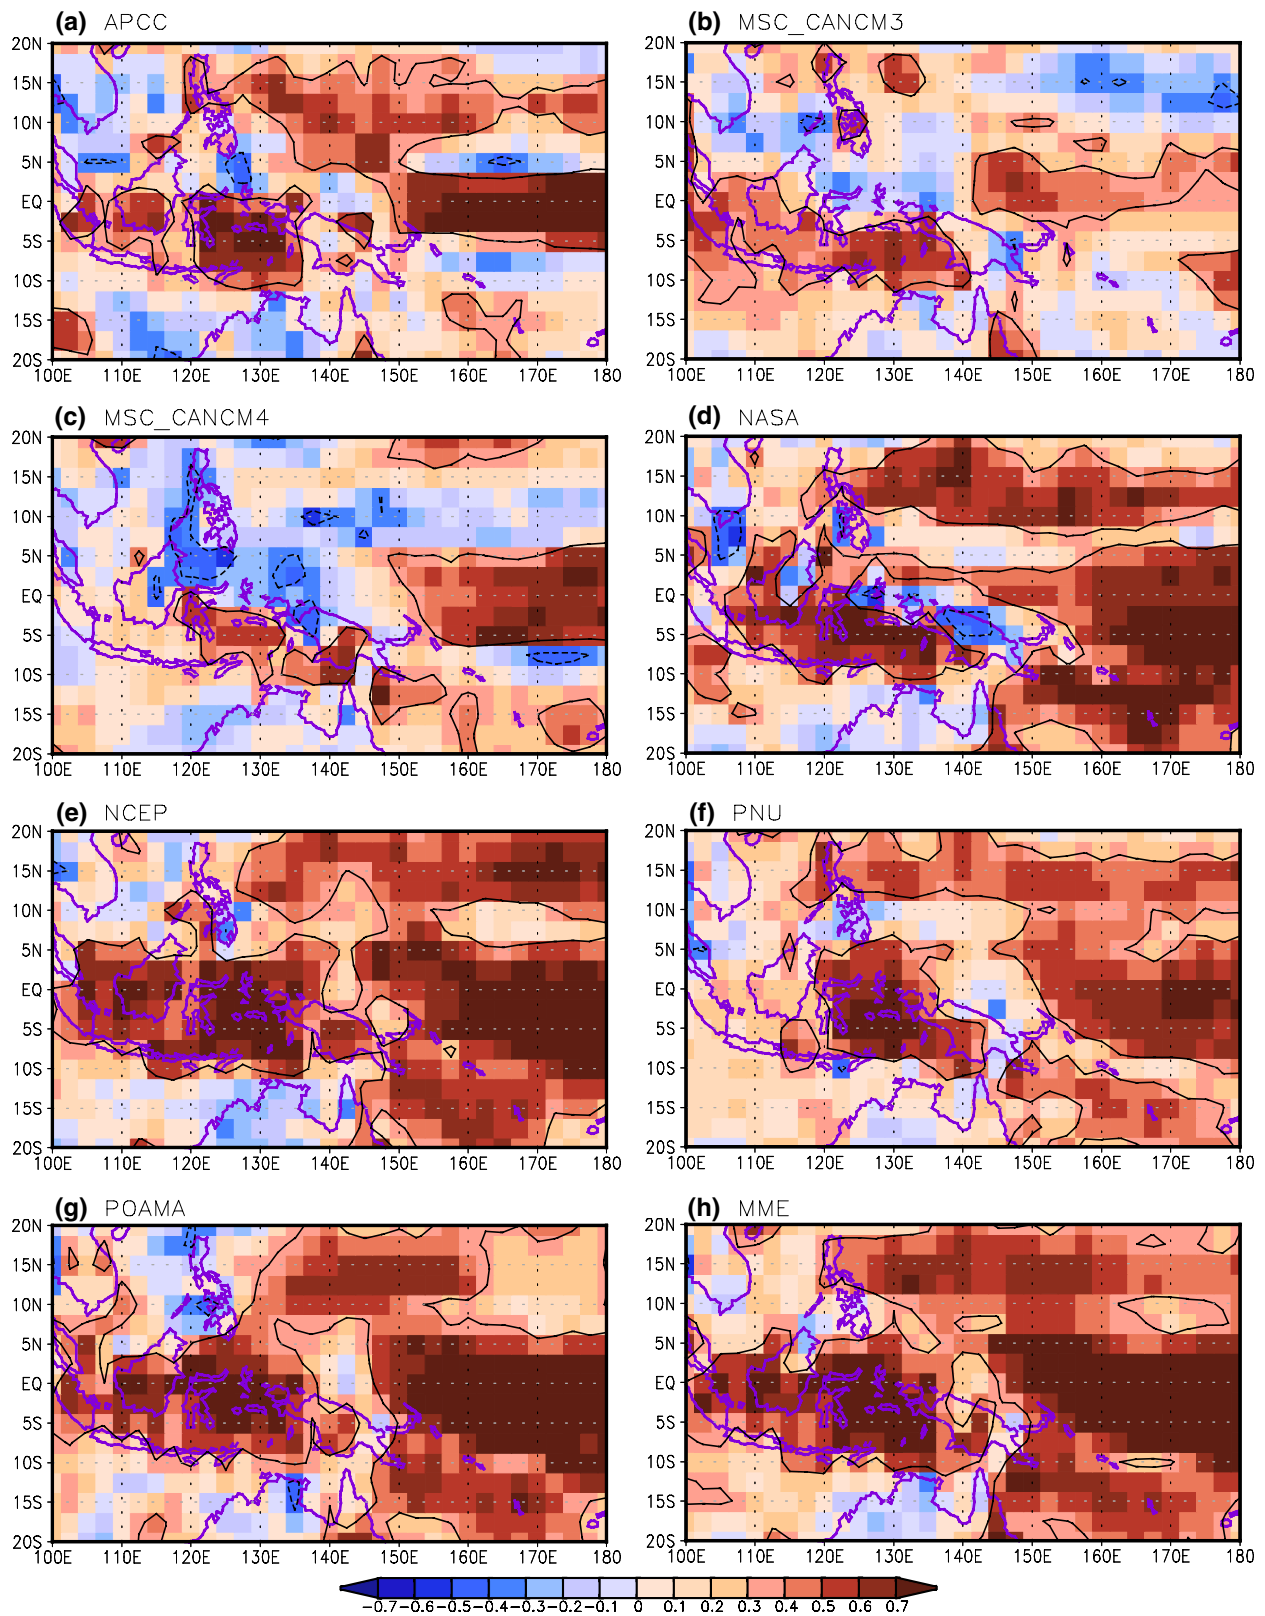 (a) APCC
(b) MSC_CANCM3
20N
15N
10N
5N
EQ
5S
10S
15S
20S
100E 110E 120E 130E 140E 150E 160E 170E 180
20N
15N
10N
5N
EQ
5S
10S
15S
20S
100E 110E 120E 130E 140E 150E 160E 170E 180
(c) MSC_CANCM4
(d) NASA
20N
15N
10N
5N
EQ
5S
10S
15S
20S
100E 110E 120E 130E 140E 150E 160E 170E 180
20N
15N
10N
5N
EQ
5S
10S
15S
20S
100E 110E 120E 130E 140E 150E 160E 170E 180
(e) NCEP
(f) PNU
20N
15N
10N
5N
EQ
5S
10S
15S
20S
100E 110E 120E 130E 140E 150E 160E 170E 180
20N
15N
10N
5N
EQ
5S
10S
15S
20S
100E 110E 120E 130E 140E 150E 160E 170E 180
(g) POAMA
(h) MME
20N
15N
10N
5N
EQ
5S
10S
15S
20S
100E 110E 120E 130E 140E 150E 160E 170E 180
20N
15N
10N
5N
EQ
5S
10S
15S
20S
100E 110E 120E 130E 140E 150E 160E 170E 180
-0.7 -0.6 -0.5 -0.4 -0.3 -0.2 -0.1 0 0.1 0.2 0.3 0.4 0.5 0.6 0.7